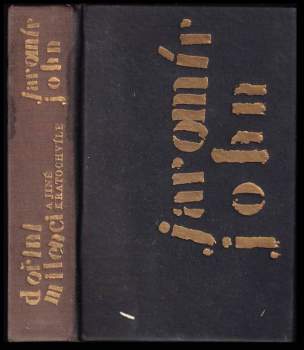 dořini
milenci
A JINÉ
KRATOCHVÍLE
jaromír
john
jaromír
john